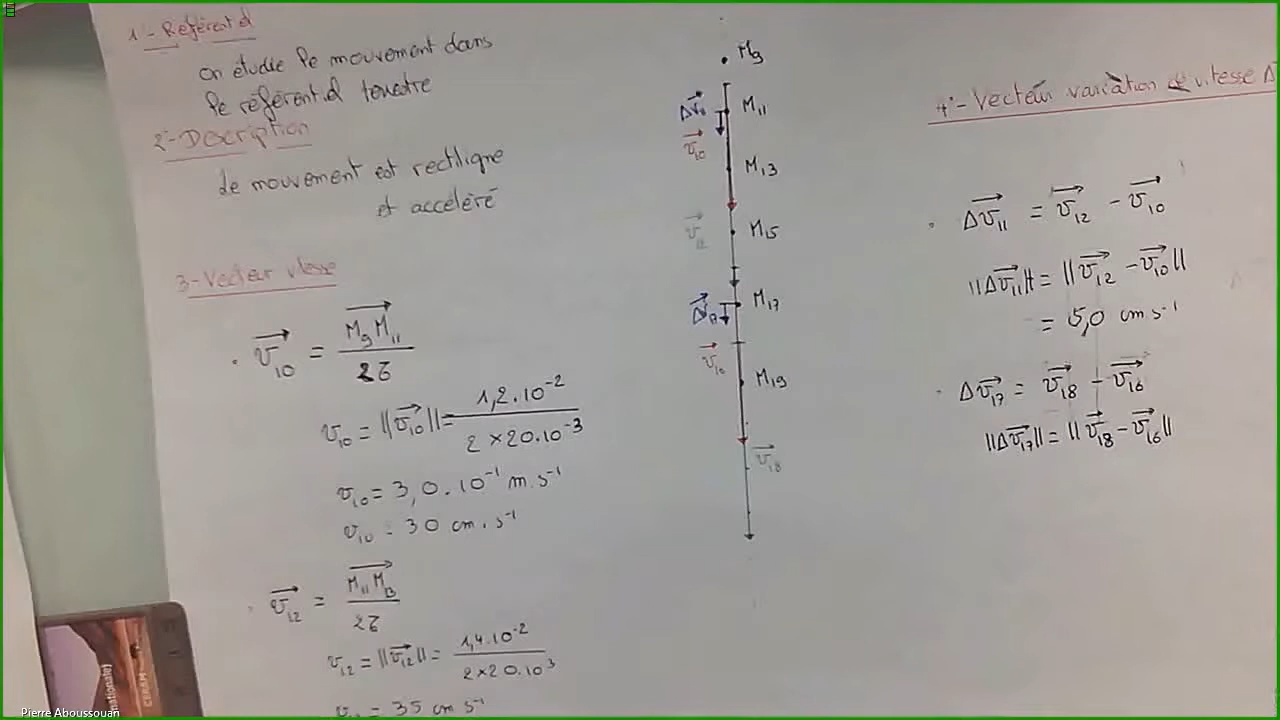 1°- Référentiel
on étudie le mouvement dans
le référentiel terrestre
2°- Description
Le mouvement est rectiligne
et accéléré
3- Vecteur vitesse
. v₁₀ = M₉M₁₁ / 2τ
v₁₀ = ||v₁₀|| = 1,2.10⁻² / 2×20.10⁻³
v₁₀ = 3,0.10⁻¹ m.s⁻¹
v₁₀ = 30 cm.s⁻¹
. v₁₂ = M₁₁M₁₃ / 2τ
v₁₂ = ||v₁₂|| = 1,4.10⁻² / 2×20.10³
= 35 cm s⁻¹
M₉
M₁₁
v₁₀
M₁₃
M₁₅
v₁₂
M₁₇
Δv₁₇
v₁₆
M₁₉
v₁₈
4°- Vecteur variation de vitesse Δ
. Δv₁₁ = v₁₂ - v₁₀
||Δv₁₁|| = ||v₁₂ - v₁₀||
= 5,0 cm s⁻¹
. Δv₁₇ = v₁₈ - v₁₆
||Δv₁₇|| = ||v₁₈ - v₁₆||
CERAM
Pierre Aboussouan